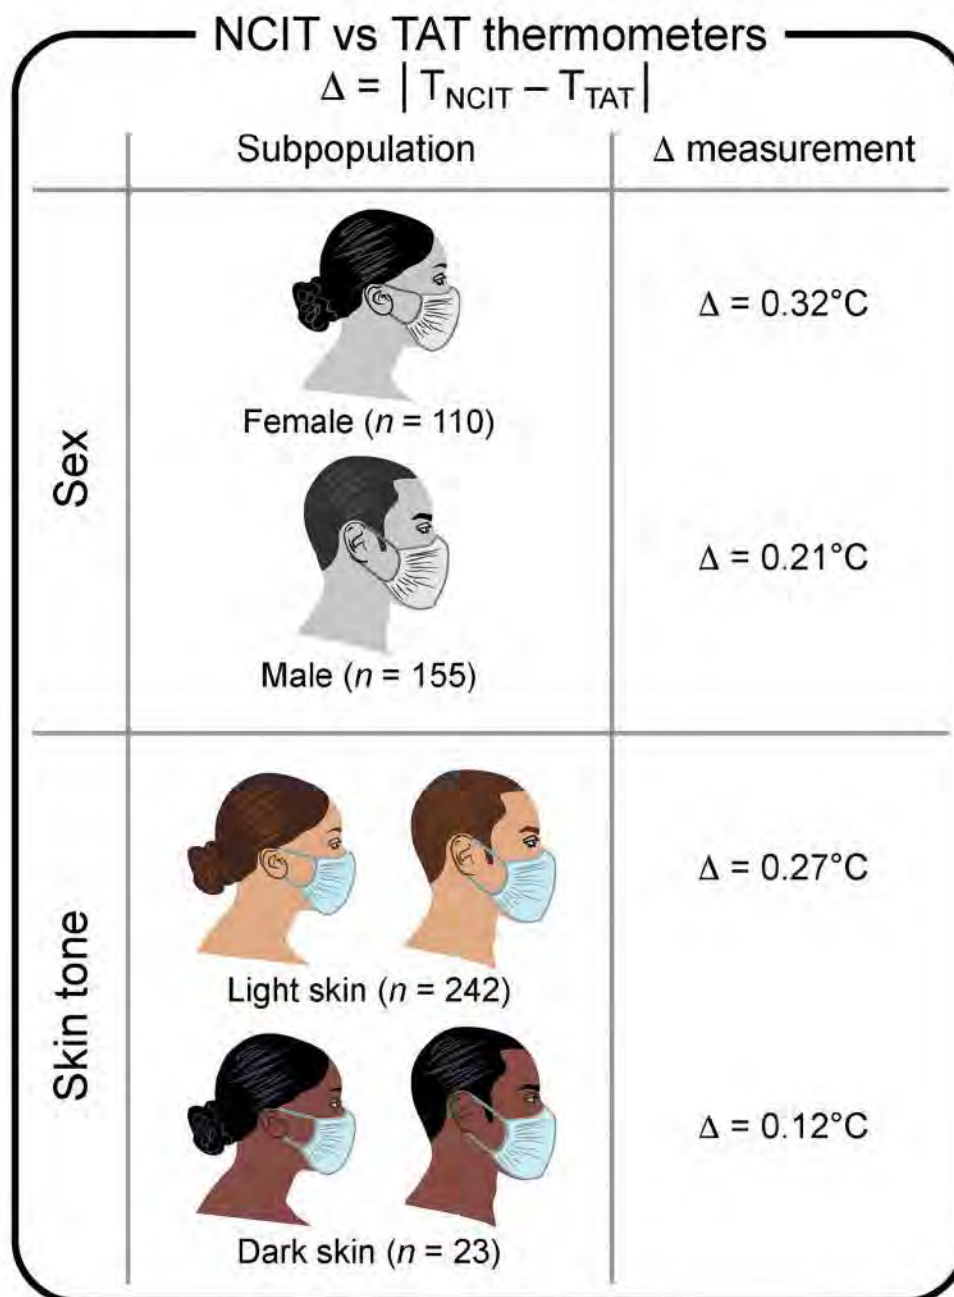 NCIT vs TAT thermometers
Δ = | T_NCIT – T_TAT |
Subpopulation
Δ measurement
Sex
Female (n = 110)
Δ = 0.32°C
Male (n = 155)
Δ = 0.21°C
Skin tone
Light skin (n = 242)
Δ = 0.27°C
Dark skin (n = 23)
Δ = 0.12°C